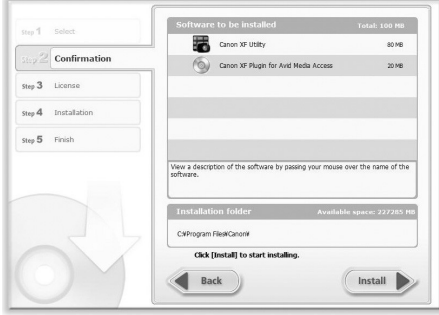 Step 1 Select
Step 2 Confirmation
Step 3 License
Step 4 Installation
Step 5 Finish
Software to be installed Total: 100 MB
Canon XF Utility 80 MB
Canon XF Plugin for Avid Media Access 20 MB
View a description of the software by passing your mouse over the name of the
software.
Installation folder Available space: 227285 MB
C:¥Program Files¥Canon¥
Click [Install] to start installing.
Back Install